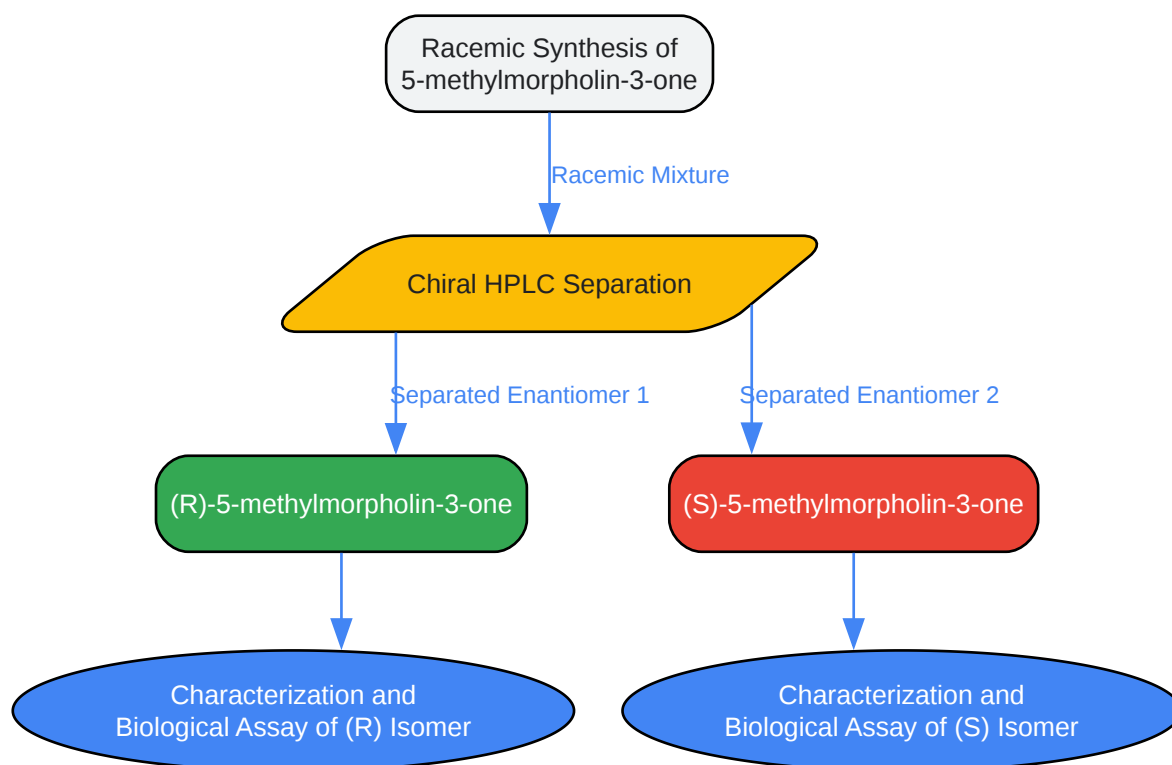 Racemic Synthesis of
5-methylmorpholin-3-one
Racemic Mixture
Chiral HPLC Separation
Separated Enantiomer 1
Separated Enantiomer 2
(R)-5-methylmorpholin-3-one
(S)-5-methylmorpholin-3-one
Characterization and
Biological Assay of (R) Isomer
Characterization and
Biological Assay of (S) Isomer